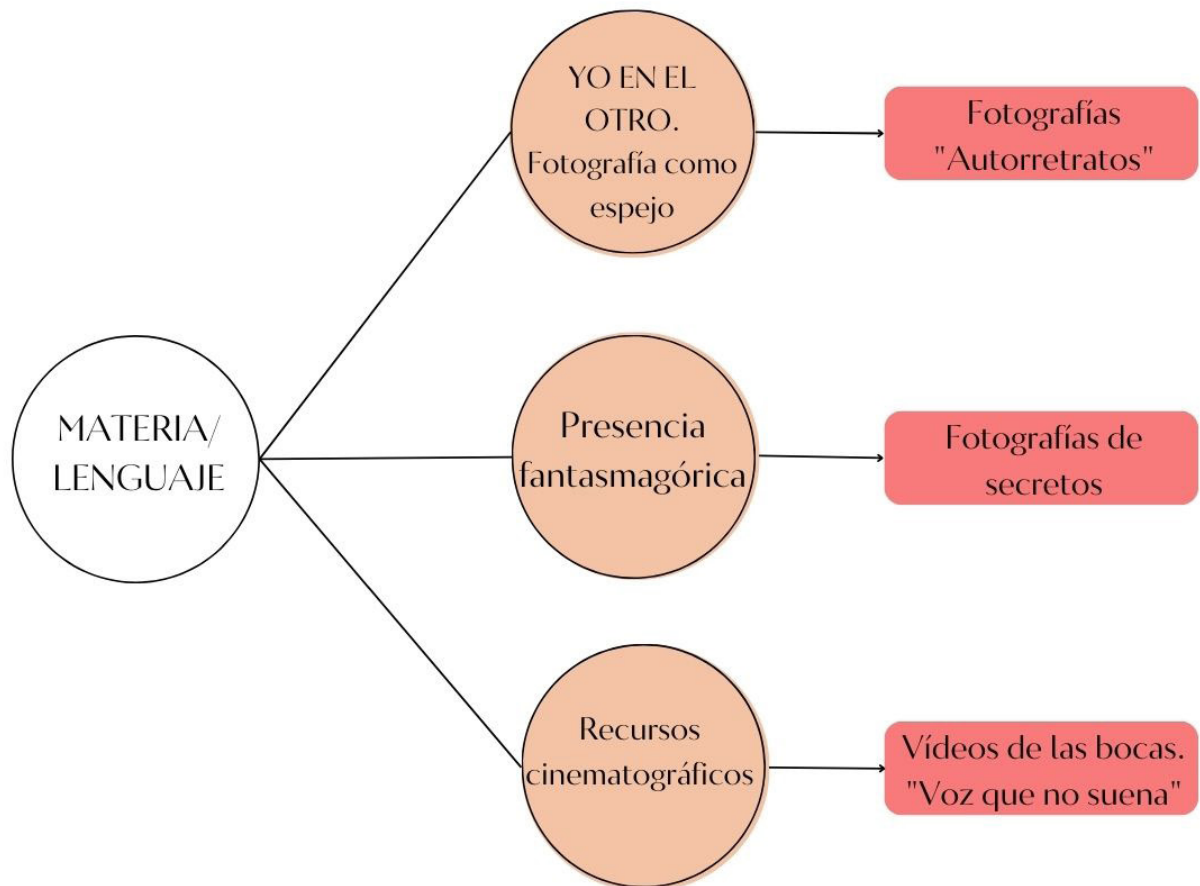 MATERIA/
LENGUAJE
YO EN EL
OTRO.
Fotografía como
espejo
Fotografías
"Autorretratos"
Presencia
fantasmagórica
Fotografías de
secretos
Recursos
cinematográficos
Vídeos de las bocas.
"Voz que no suena"